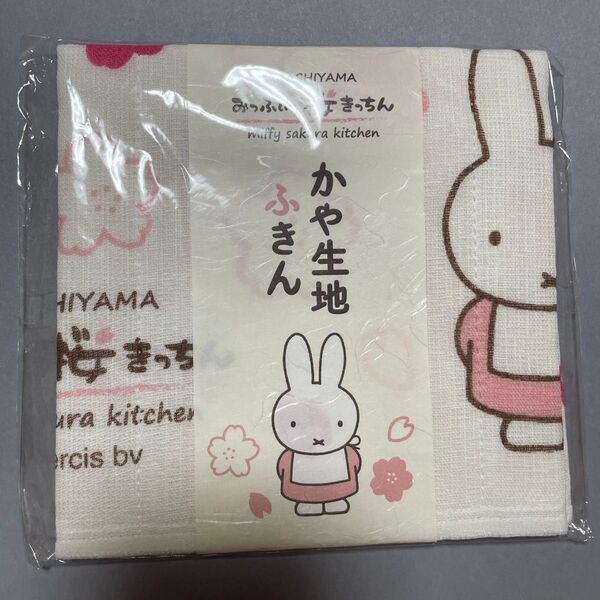 CHIYAMA
みっふぃー桜きっちん
miffy sakura kitchen
かや生地
ふきん
HIYAMA
桜きっちん
ura kitchen
ercis bv